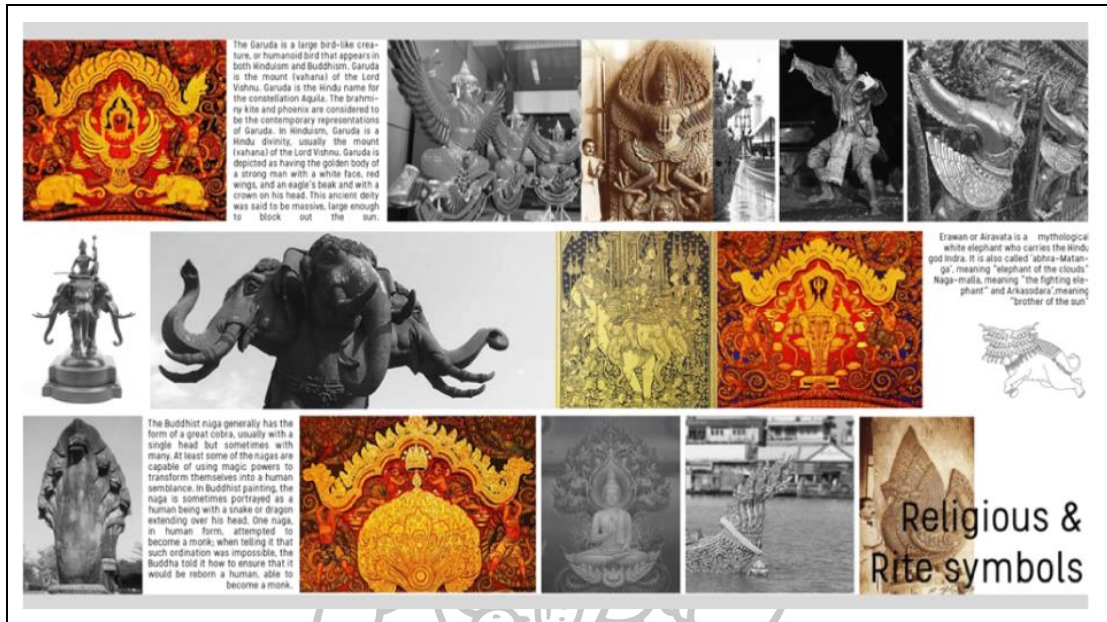 The Garuda is a large bird-like crea-
ture, or humanoid bird that appears in
both Hinduism and Buddhism. Garuda
is the mount (vahana) of the Lord
Vishnu. Garuda is the Hindu name for
the constellation Aquila. The brahmi-
ny kite and phoenix are considered to
be the contemporary representations
of Garuda. In Hinduism, Garuda is a
Hindu divinity, usually the mount
(vahana) of the Lord Vishnu. Garuda is
depicted as having the golden body of
a strong man with a white face, red
wings, and an eagle's beak and with a
crown on his head. This ancient deity
was said to be massive, large enough
to block out the sun.
Erawan or Airavata is a mythological
white elephant who carries the Hindu
god Indra. It is also called 'abhra-Matan-
ga', meaning "elephant of the clouds"
Naga-malla, meaning "the fighting ele-
phant" and Arkasodara',meaning
"brother of the sun"
The Buddhist nāga generally has the
form of a great cobra, usually with a
single head but sometimes with
many. At least some of the nāgas are
capable of using magic powers to
transform themselves into a human
semblance. In Buddhist painting, the
naga is sometimes portrayed as a
human being with a snake or dragon
extending over his head. One nāga,
in human form, attempted to
become a monk; when telling it that
such ordination was impossible, the
Buddha told it how to ensure that it
would be reborn a human, able to
become a monk.
Religious &
Rite symbols